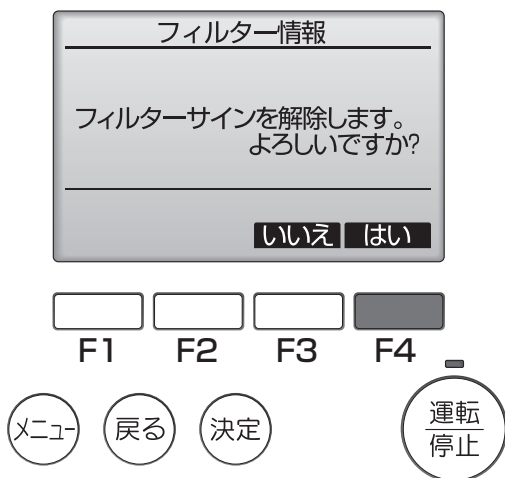 フィルター情報
フィルターサインを解除します。
よろしいですか?
いいえ はい
F1 F2 F3 F4
メニュー 戻る 決定 運転
停止